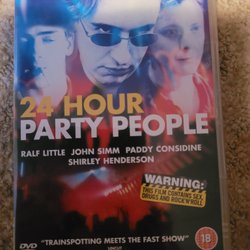 24 HOUR
PARTY PEOPLE
RALF LITTLE JOHN SIMM PADDY CONSIDINE
SHIRLEY HENDERSON
WARNING:
THIS FILM CONTAINS SEX,
DRUGS AND ROCK'N'ROLL
18
DVD
"TRAINSPOTTING MEETS THE FAST SHOW"